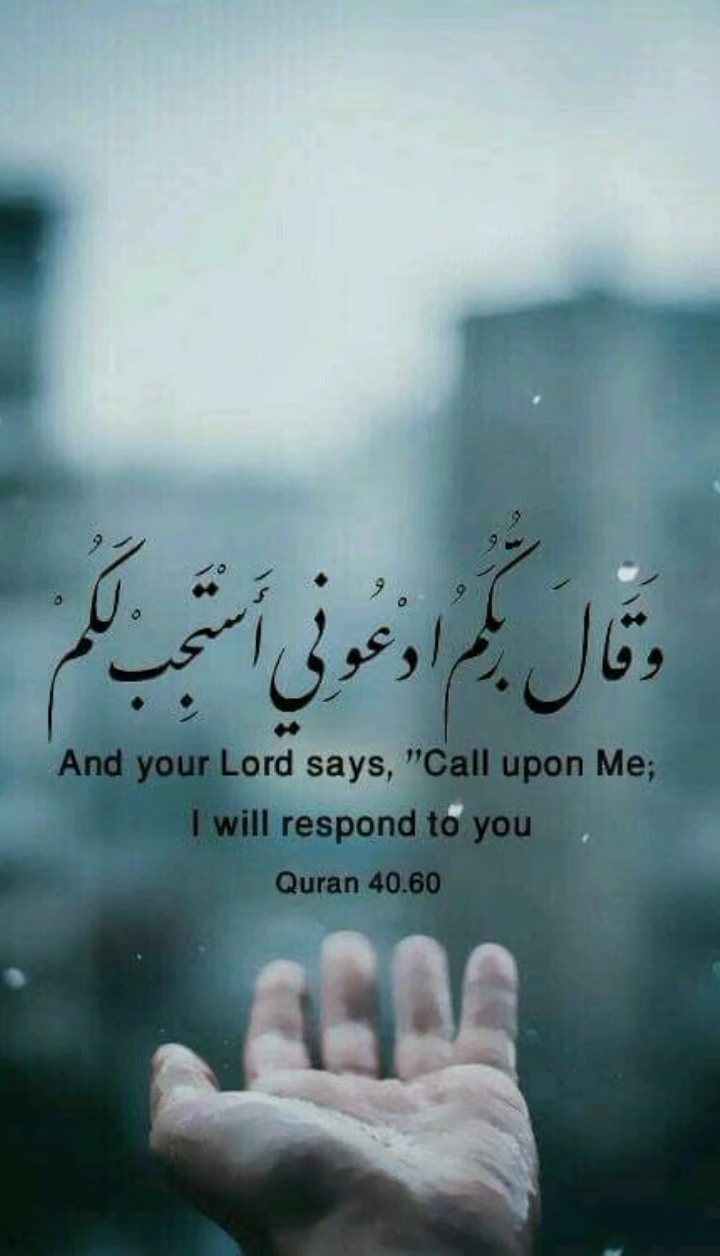 وَقَالَ رَبُّكُمُ ادْعُونِي أَسْتَجِبْ لَكُمْ
And your Lord says, ”Call upon Me;
I will respond to you
Quran 40.60